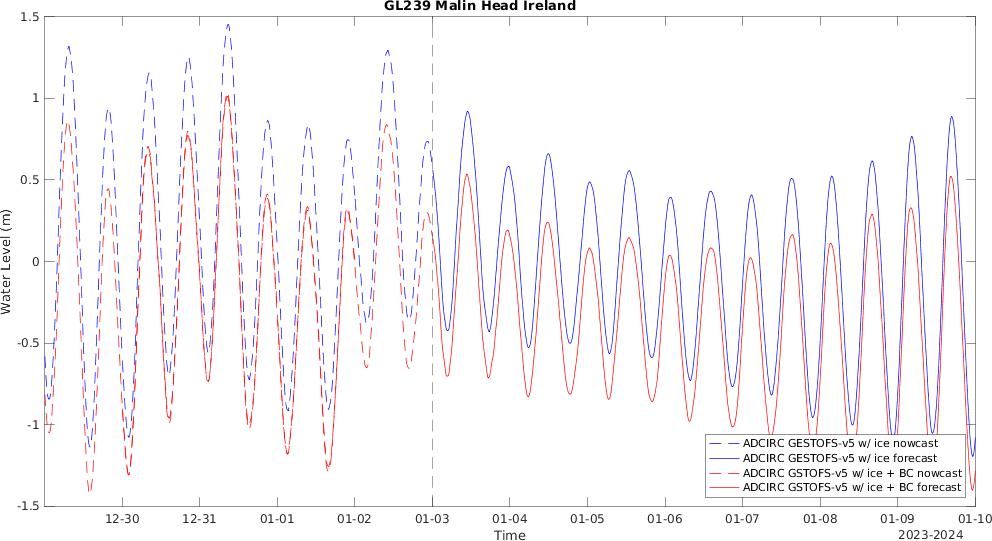 GL239 Malin Head Ireland
Water Level (m)
1.5
1
0.5
0
-0.5
-1
-1.5
ADCIRC GESTOFS-v5 w/ ice nowcast
ADCIRC GESTOFS-v5 w/ ice forecast
ADCIRC GSTOFS-v5 w/ ice + BC nowcast
ADCIRC GSTOFS-v5 w/ ice + BC forecast
12-30 12-31 01-01 01-02 01-03 01-04 01-05 01-06 01-07 01-08 01-09 01-10
Time
2023-2024